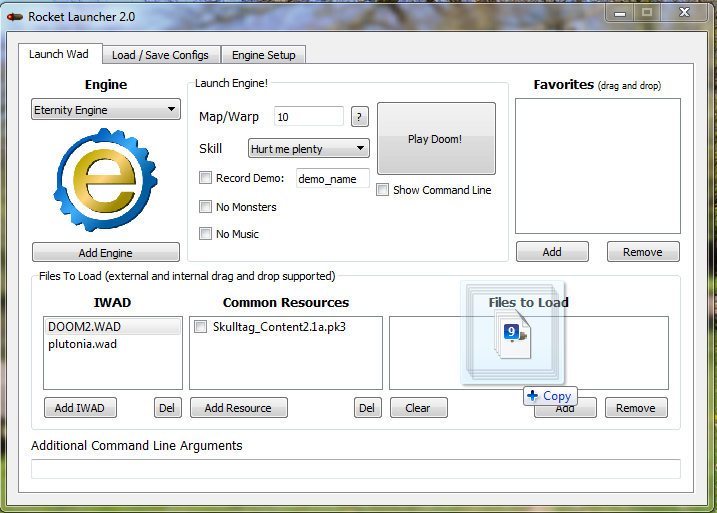 Rocket Launcher 2.0
Launch Wad
Load / Save Configs
Engine Setup
Engine
Eternity Engine
e
Add Engine
Launch Engine!
Map/Warp
10
?
Skill
Hurt me plenty
Record Demo:
demo_name
No Monsters
No Music
Play Doom!
Show Command Line
Favorites (drag and drop)
Add
Remove
Files To Load (external and internal drag and drop supported)
IWAD
DOOM2.WAD
plutonia.wad
Add IWAD
Del
Common Resources
Skulltag_Content2.1a.pk3
Add Resource
Del
Files to Load
9
Copy
Clear
Add
Remove
Additional Command Line Arguments